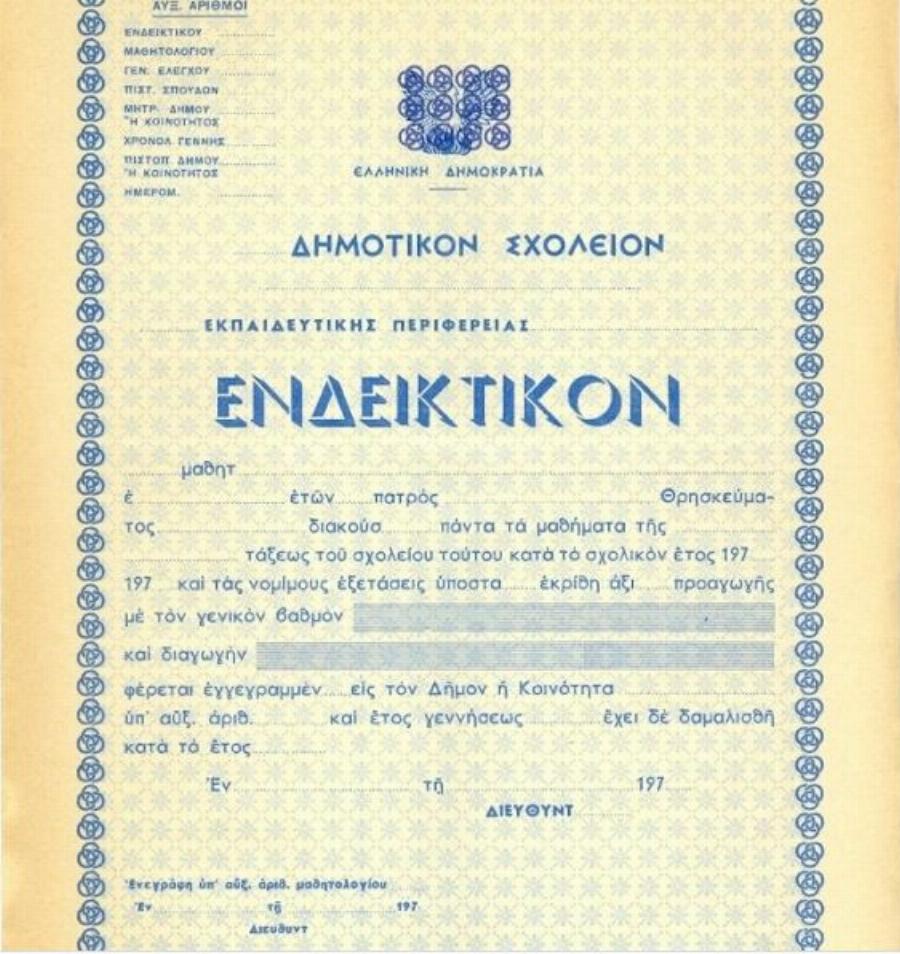 ΑΥΞ. ΑΡΙΘΜΟΙ
ΕΝΔΕΙΚΤΙΚΟΥ
ΜΑΘΗΤΟΛΟΓΙΟΥ
ΓΕΝ. ΕΛΕΓΧΟΥ
ΠΙΣΤ. ΣΠΟΥΔΩΝ
ΜΗΤΡ. ΔΗΜΟΥ
Ἢ ΚΟΙΝΟΤΗΤΟΣ
ΧΡΟΝΟΛ. ΓΕΝΝΗΣ.
ΠΙΣΤΟΠ. ΔΗΜΟΥ
Ἢ ΚΟΙΝΟΤΗΤΟΣ
ΗΜΕΡΟΜ.
ΕΛΛΗΝΙΚΗ ΔΗΜΟΚΡΑΤΙΑ
ΔΗΜΟΤΙΚΟΝ ΣΧΟΛΕΙΟΝ
ΕΚΠΑΙΔΕΥΤΙΚΗΣ ΠΕΡΙΦΕΡΕΙΑΣ
ΕΝΔΕΙΚΤΙΚΟΝ
μαθητ
ἐ ἐτῶν πατρὸς Θρησκεύμα-
τος διακούσ πάντα τὰ μαθήματα τῆς
τάξεως τοῦ σχολείου τούτου κατὰ τὸ σχολικὸν ἔτος 197
197 καὶ τὰς νομίμους ἐξετάσεις ὑποστα ἐκρίθη ἀξι προαγωγῆς
μὲ τὸν γενικὸν βαθμὸν
καὶ διαγωγὴν
φέρεται ἐγγεγραμμέν εἰς τὸν Δῆμον ἢ Κοινότητα
ὑπ' αὔξ. ἀριθ. καὶ ἔτος γεννήσεως ἔχει δὲ δαμαλισθῆ
κατὰ τὸ ἔτος
Ἐν τῇ 197
ΔΙΕΥΘΥΝΤ
Ἐνεγράφη ὑπ' αὔξ. ἀριθ. μαθητολογίου
Ἐν τῇ 197
Διευθυντ